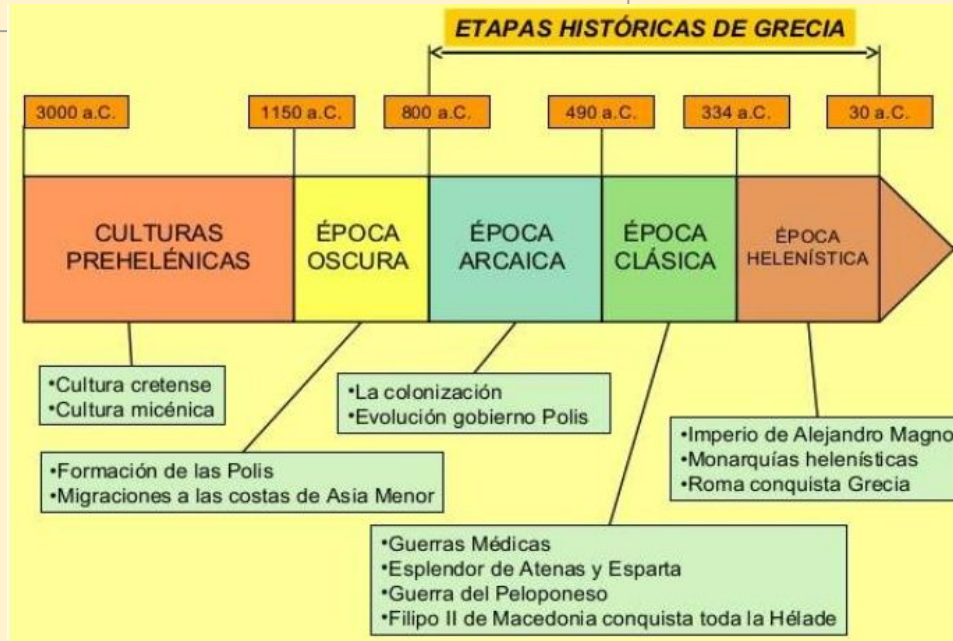 ETAPAS HISTÓRICAS DE GRECIA
3000 a.C.
1150 a.C.
800 a.C.
490 a.C.
334 a.C.
30 a.C.
CULTURAS
PREHELÉNICAS
ÉPOCA
OSCURA
ÉPOCA
ARCAICA
ÉPOCA
CLÁSICA
ÉPOCA
HELENÍSTICA
•Cultura cretense
•Cultura micénica
•La colonización
•Evolución gobierno Polis
•Formación de las Polis
•Migraciones a las costas de Asia Menor
•Imperio de Alejandro Magno
•Monarquías helenísticas
•Roma conquista Grecia
•Guerras Médicas
•Esplendor de Atenas y Esparta
•Guerra del Peloponeso
•Filipo II de Macedonia conquista toda la Hélade